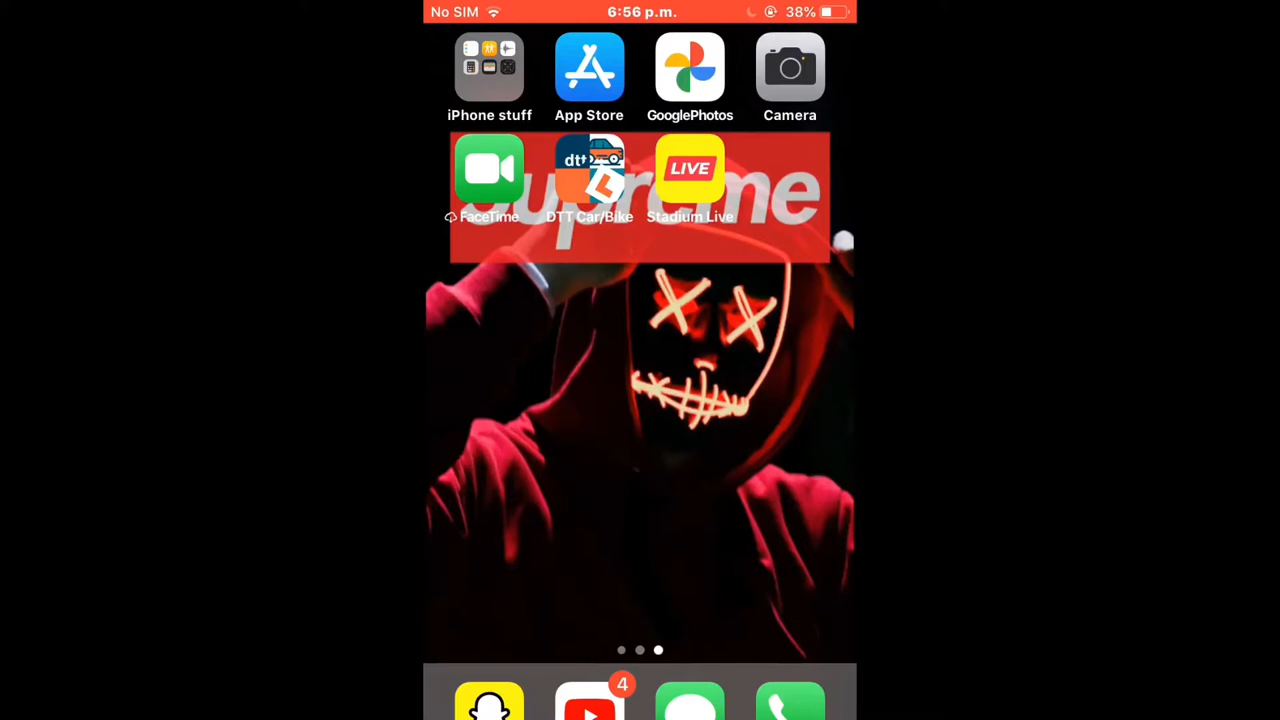 No SIM 6:56 p.m. 38%
iPhone stuff App Store GooglePhotos Camera
dtt L LIVE
Supreme
FaceTime DTT Car/Bike Stadium Live
4